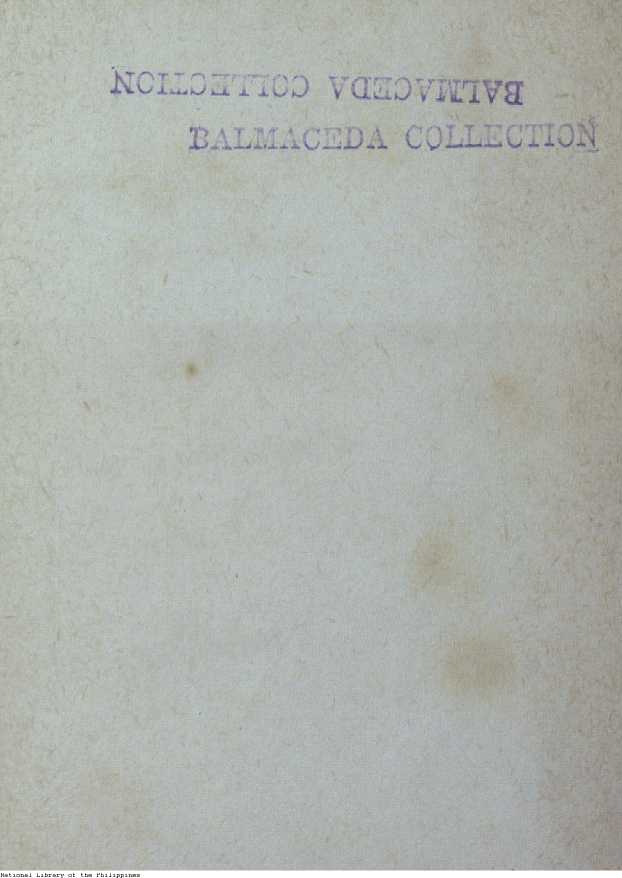 BALMACEDA COLLECTION
BALMACEDA COLLECTION
National Library of the Philippines